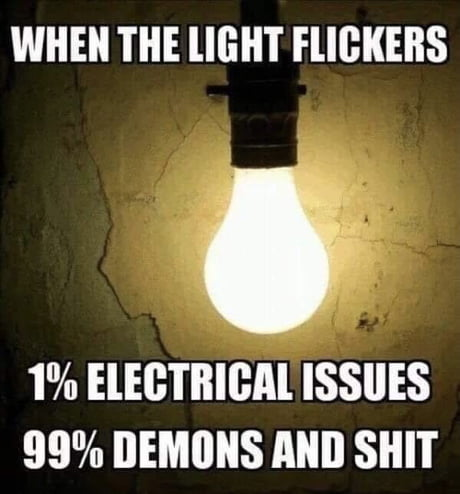 WHEN THE LIGHT FLICKERS
1% ELECTRICAL ISSUES
99% DEMONS AND SHIT